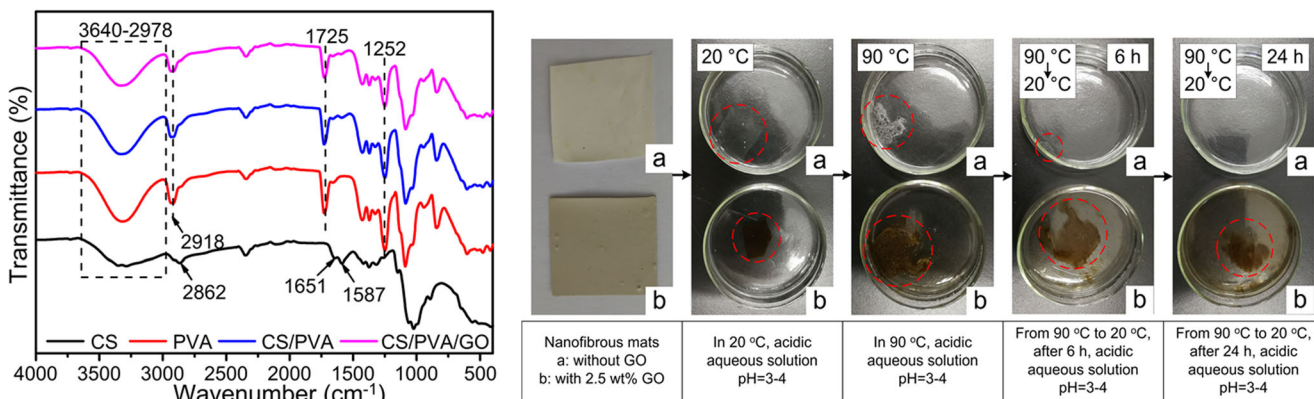 3640-2978
1725
1252
2918
2862
1651
1587
Transmittance (%)
CS
PVA
CS/PVA
CS/PVA/GO
4000
3500
3000
2500
2000
1500
1000
500
Wavenumber (cm-1)
a
b
20 °C
a
b
90 °C
a
b
90 °C
20 °C
6 h
a
b
90 °C
20 °C
24 h
a
b
Nanofibrous mats
a: without GO
b: with 2.5 wt% GO
In 20 °C, acidic
aqueous solution
pH=3-4
In 90 °C, acidic
aqueous solution
pH=3-4
From 90 °C to 20 °C,
after 6 h, acidic
aqueous solution
pH=3-4
From 90 °C to 20 °C,
after 24 h, acidic
aqueous solution
pH=3-4